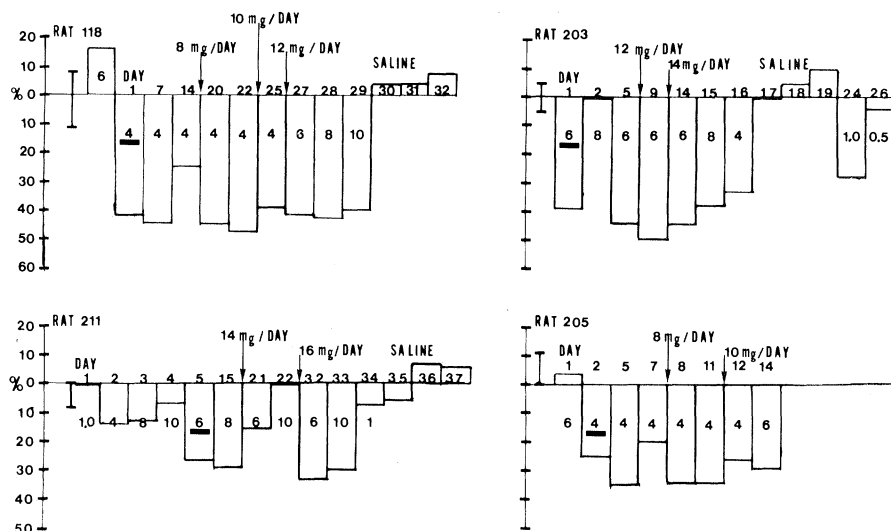 RAT 118
10 mg/DAY
8 mg/DAY
12 mg/DAY
SALINE
DAY
20
10
% 0
10
20
30
40
50
60
6
1 7 14 20 22 25 27 28 29 30 31 32
4 4 4 4 4 4 6 8 10
RAT 203
12 mg/DAY
14 mg/DAY
SALINE
DAY
1 2 5 9 14 15 16 17 18 19 24 26
6 8 6 6 6 8 4 1.0 0.5
RAT 211
14 mg/DAY
16 mg/DAY
SALINE
DAY
20
10
% 0
10
20
30
40
50
1 2 3 4 5 15 21 22 32 33 34 35 36 37
1.0 4 8 10 6 8 6 10 6 10 1
RAT 205
8 mg/DAY
10 mg/DAY
DAY
1 2 5 7 8 11 12 14
6 4 4 4 4 4 4 6